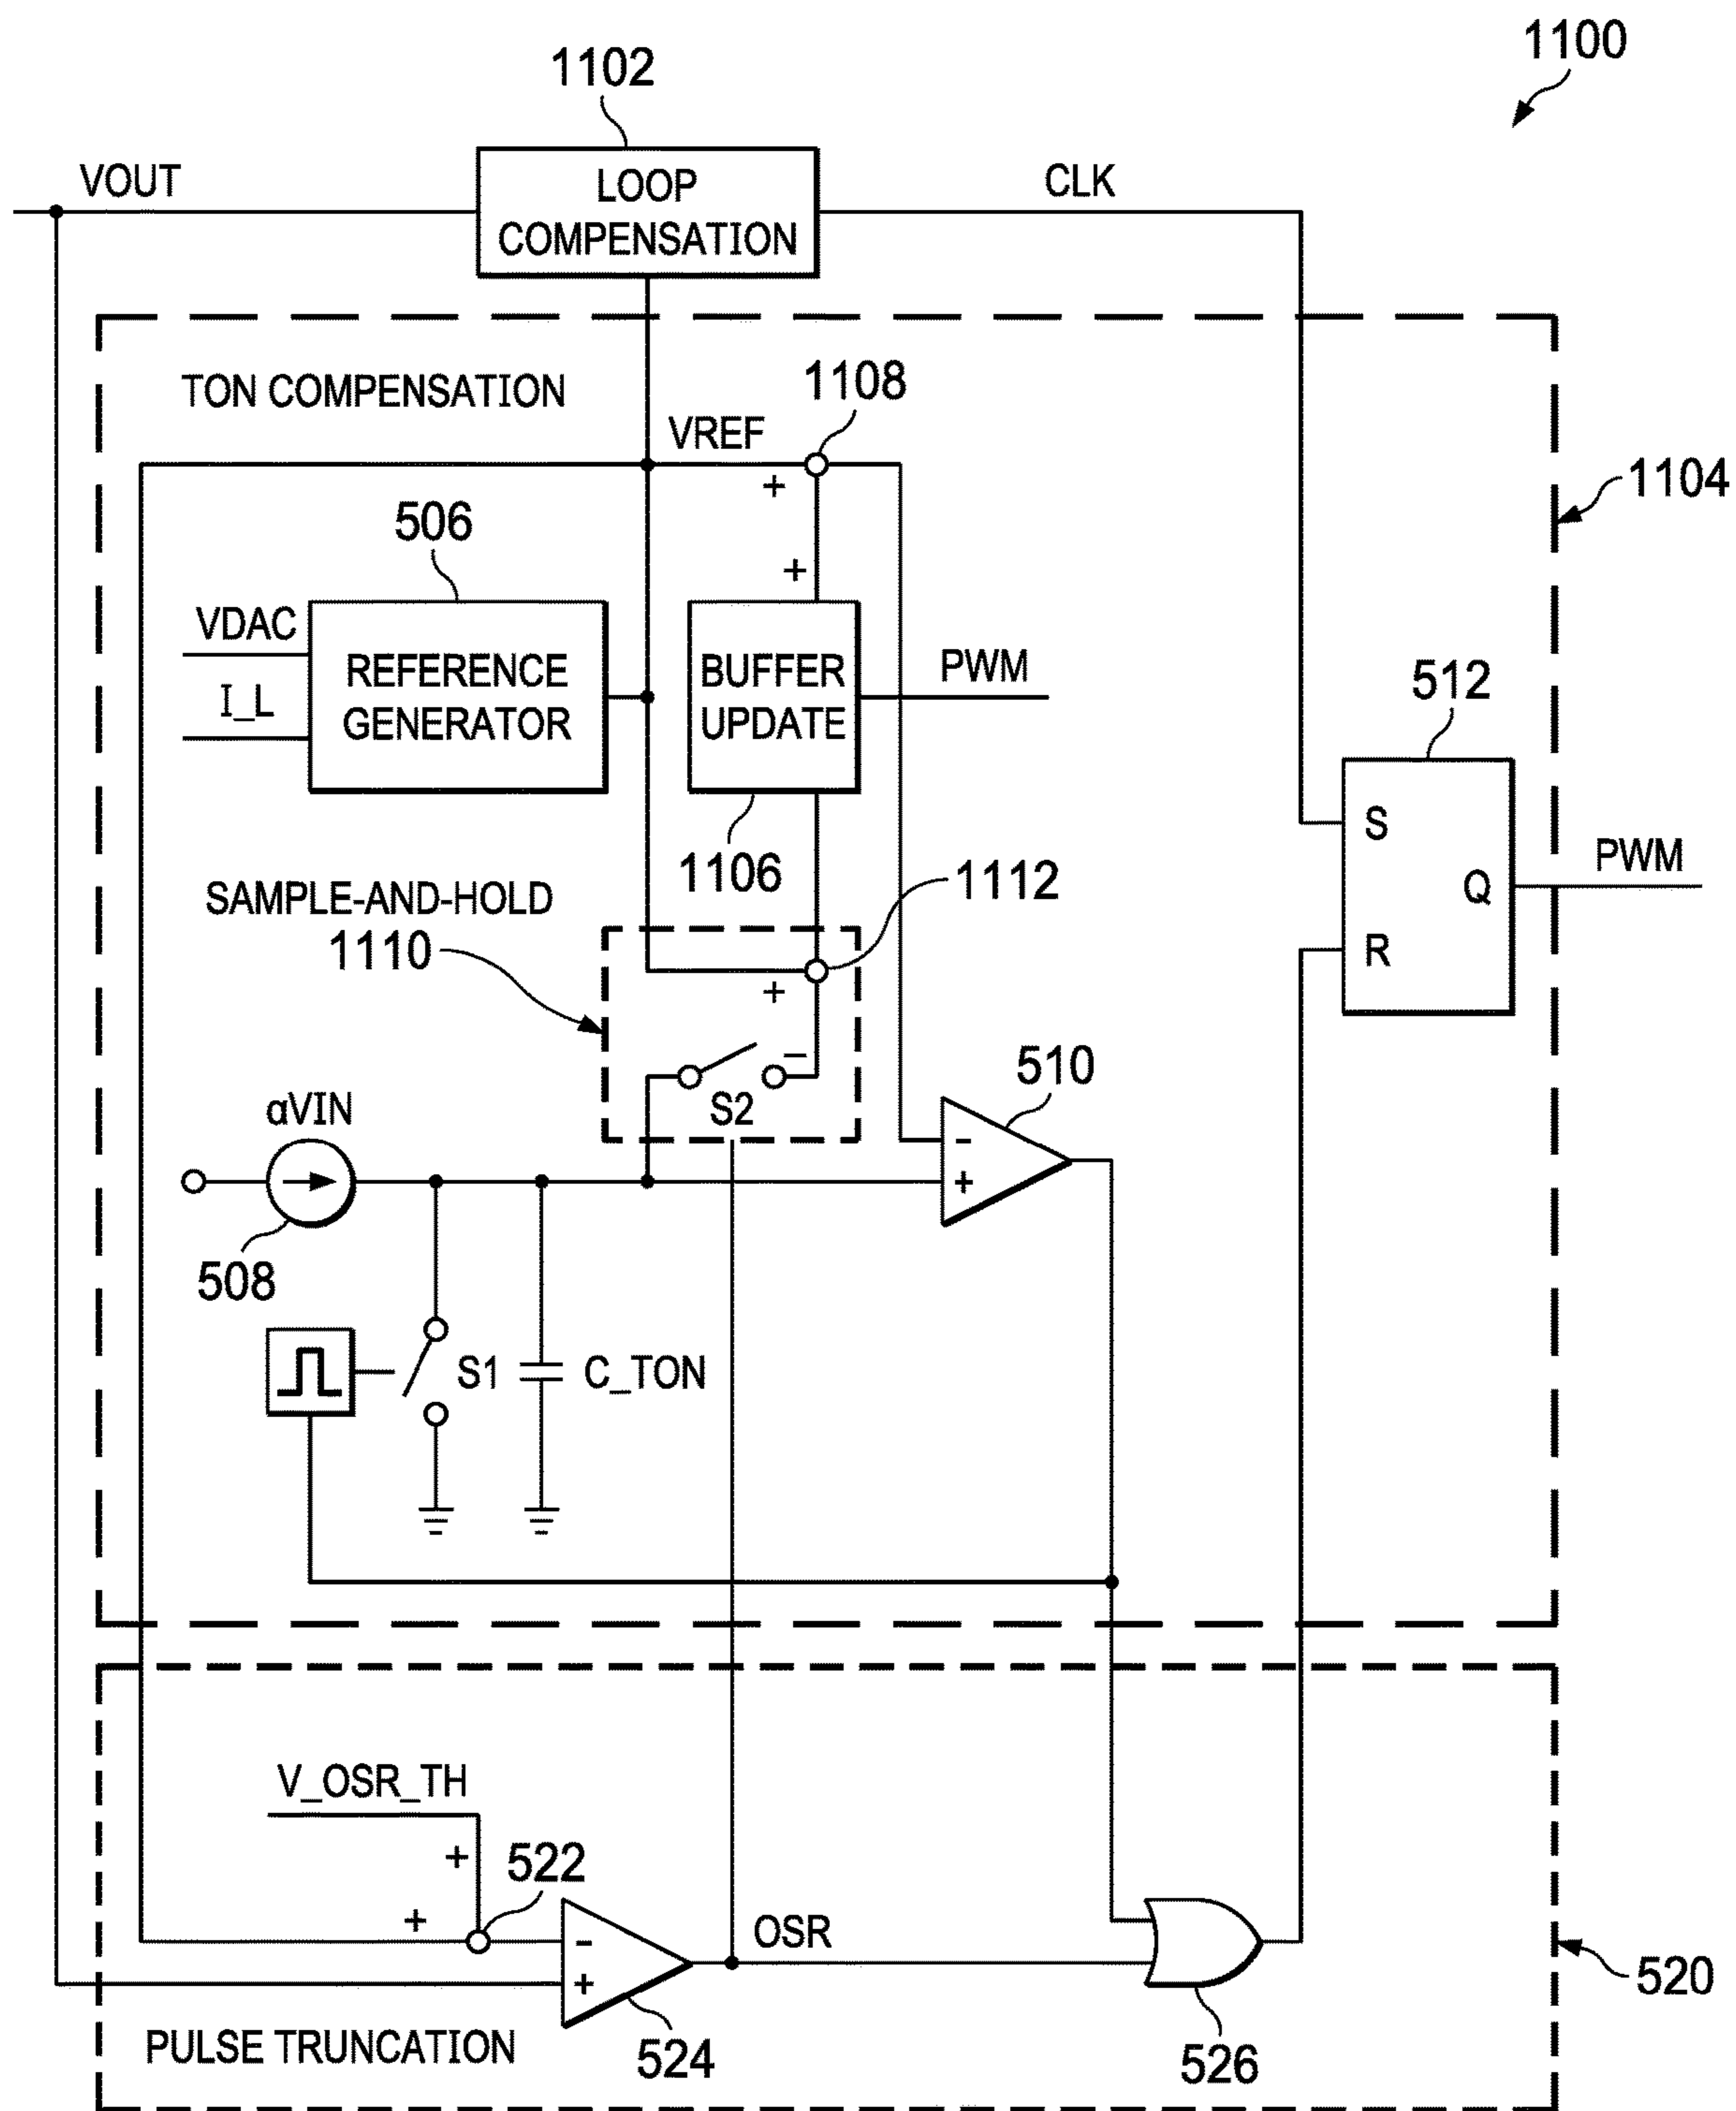 1100
1102
VOUT
LOOP
COMPENSATION
CLK
TON COMPENSATION
1108
VREF
+
1104
506
+
VDAC
I_L
REFERENCE
GENERATOR
BUFFER
UPDATE
PWM
512
S
Q
R
PWM
1106
1112
SAMPLE-AND-HOLD
1110
+
−
S2
510
αVIN
-
+
508
S1
C_TON
V_OSR_TH
+
522
+
-
+
OSR
520
PULSE TRUNCATION
524
526